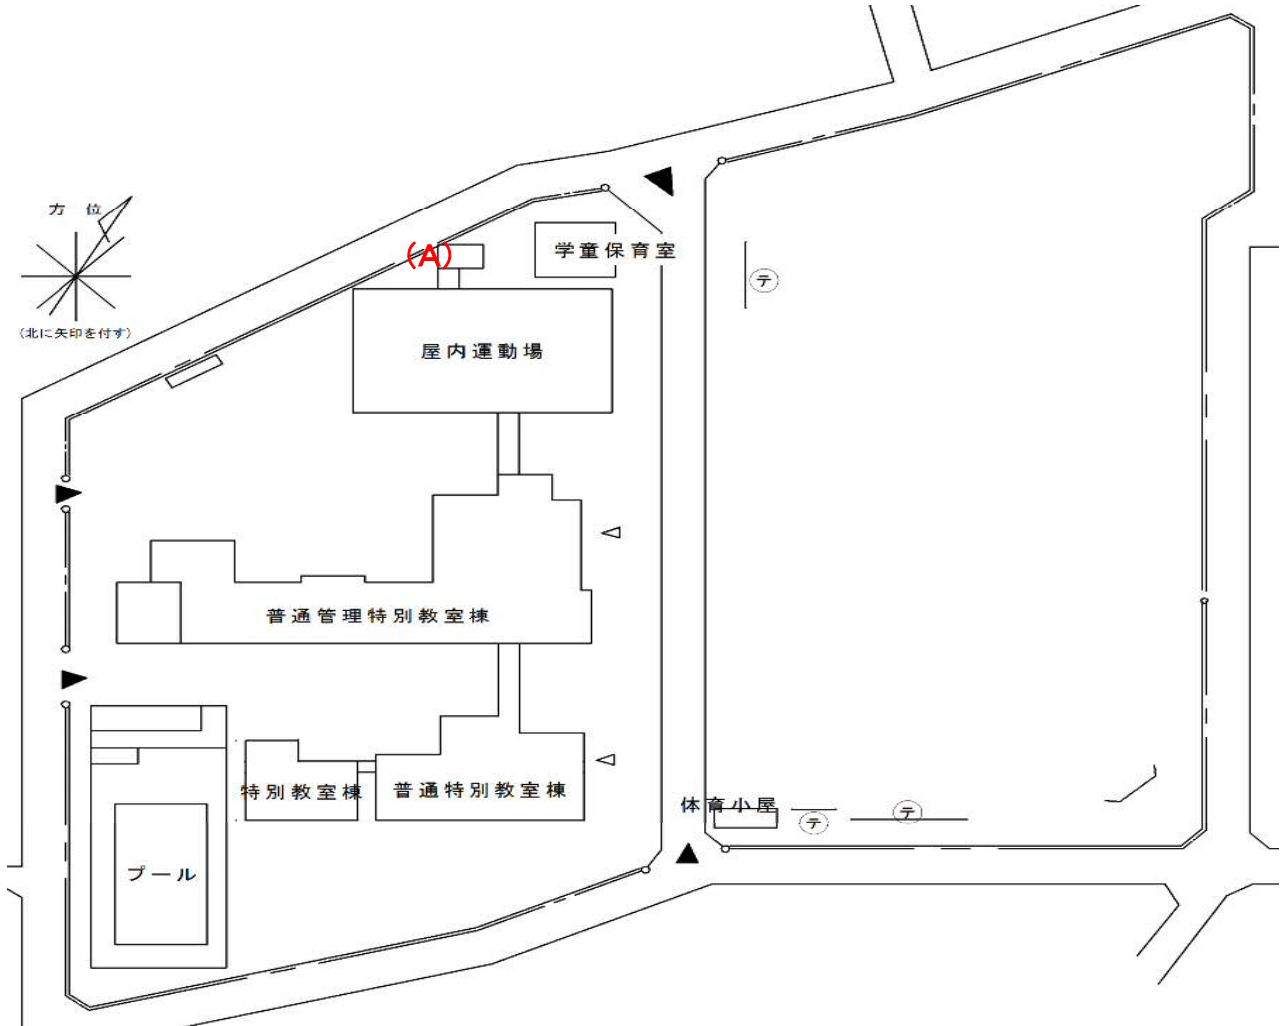 方位
(北に矢印を付す)
(A)
学童保育室
テ
屋内運動場
普通管理特別教室棟
特別教室棟
普通特別教室棟
体育小屋
テ
テ
プール